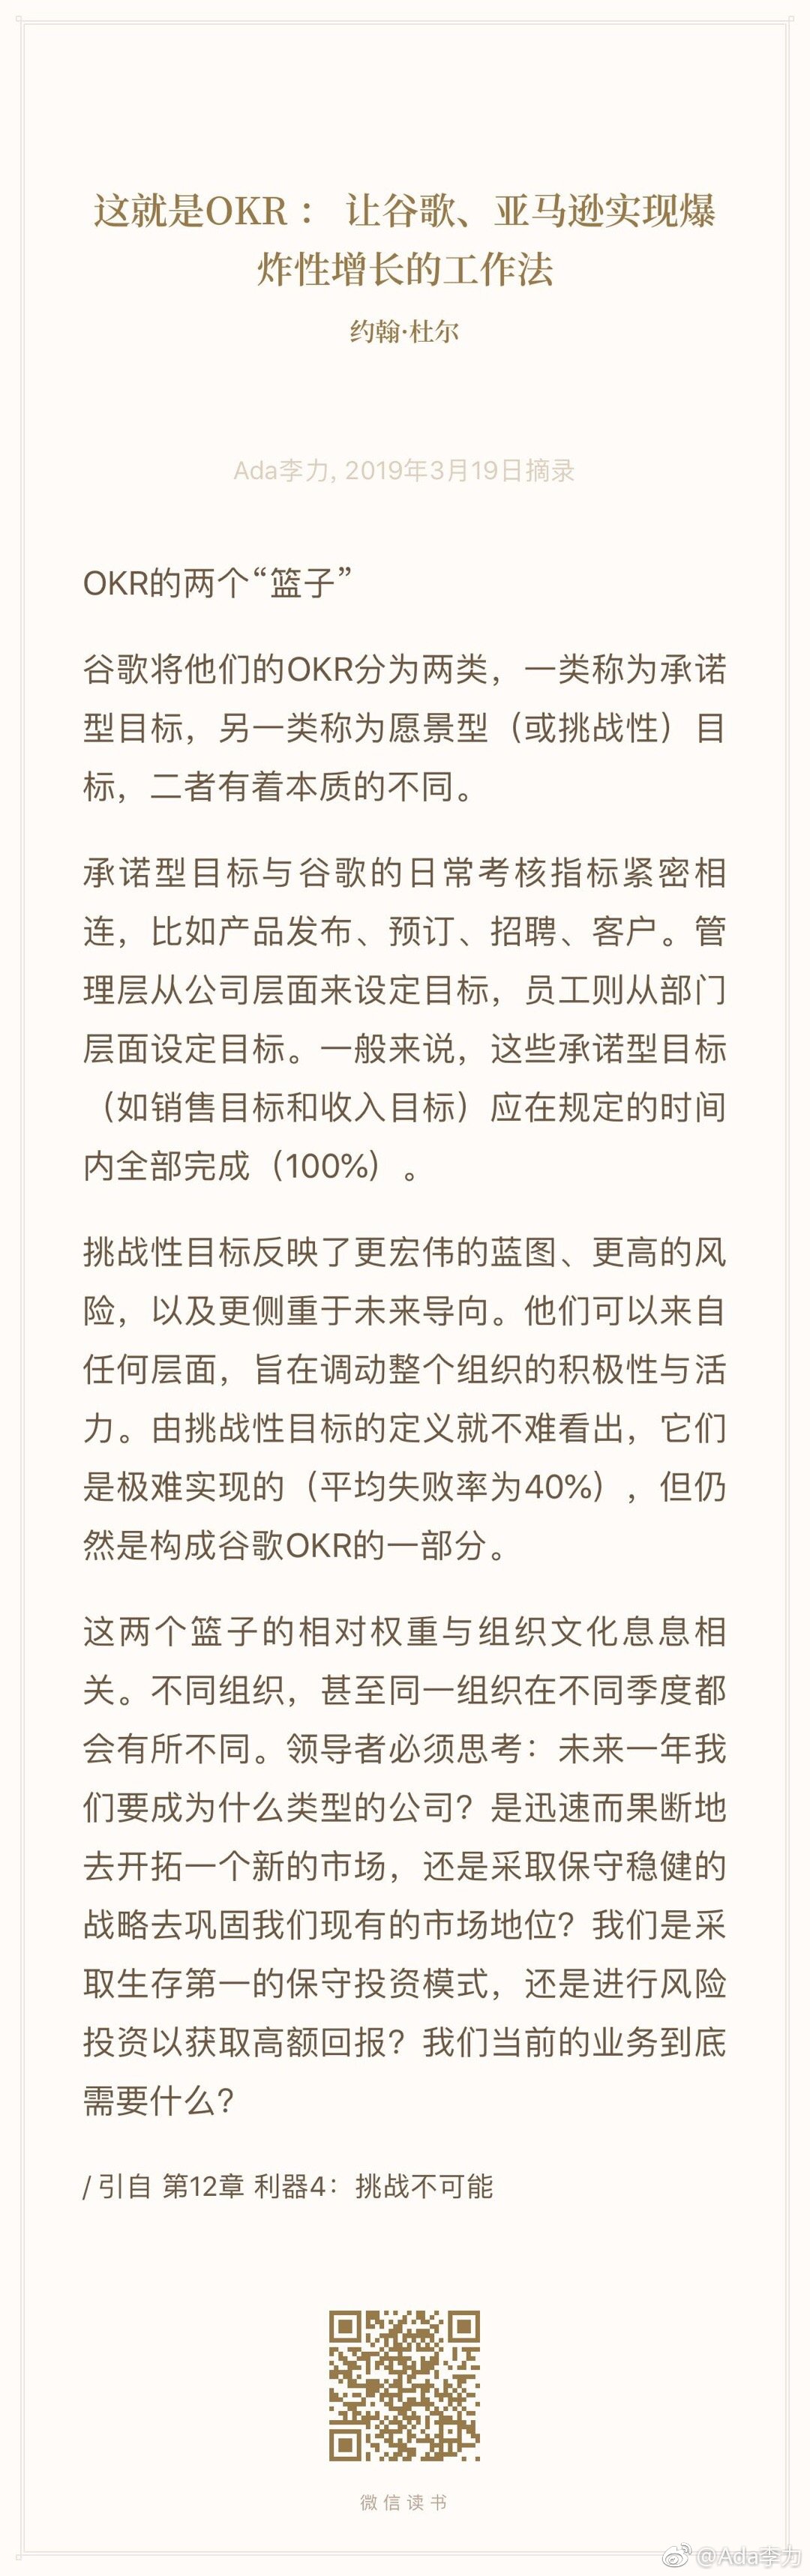 这就是OKR： 让谷歌、亚马逊实现爆
炸性增长的工作法
约翰·杜尔
Ada李力, 2019年3月19日摘录
OKR的两个“篮子”
谷歌将他们的OKR分为两类，一类称为承诺
型目标，另一类称为愿景型（或挑战性）目
标，二者有着本质的不同。
承诺型目标与谷歌的日常考核指标紧密相
连，比如产品发布、预订、招聘、客户。管
理层从公司层面来设定目标，员工则从部门
层面设定目标。一般来说，这些承诺型目标
（如销售目标和收入目标）应在规定的时间
内全部完成（100%）。
挑战性目标反映了更宏伟的蓝图、更高的风
险，以及更侧重于未来导向。他们可以来自
任何层面，旨在调动整个组织的积极性与活
力。由挑战性目标的定义就不难看出，它们
是极难实现的（平均失败率为40%），但仍
然是构成谷歌OKR的一部分。
这两个篮子的相对权重与组织文化息息相
关。不同组织，甚至同一组织在不同季度都
会有所不同。领导者必须思考：未来一年我
们要成为什么类型的公司？是迅速而果断地
去开拓一个新的市场，还是采取保守稳健的
战略去巩固我们现有的市场地位？我们是采
取生存第一的保守投资模式，还是进行风险
投资以获取高额回报？我们当前的业务到底
需要什么？
/ 引自 第12章 利器4：挑战不可能
微信读书
@Ada李力